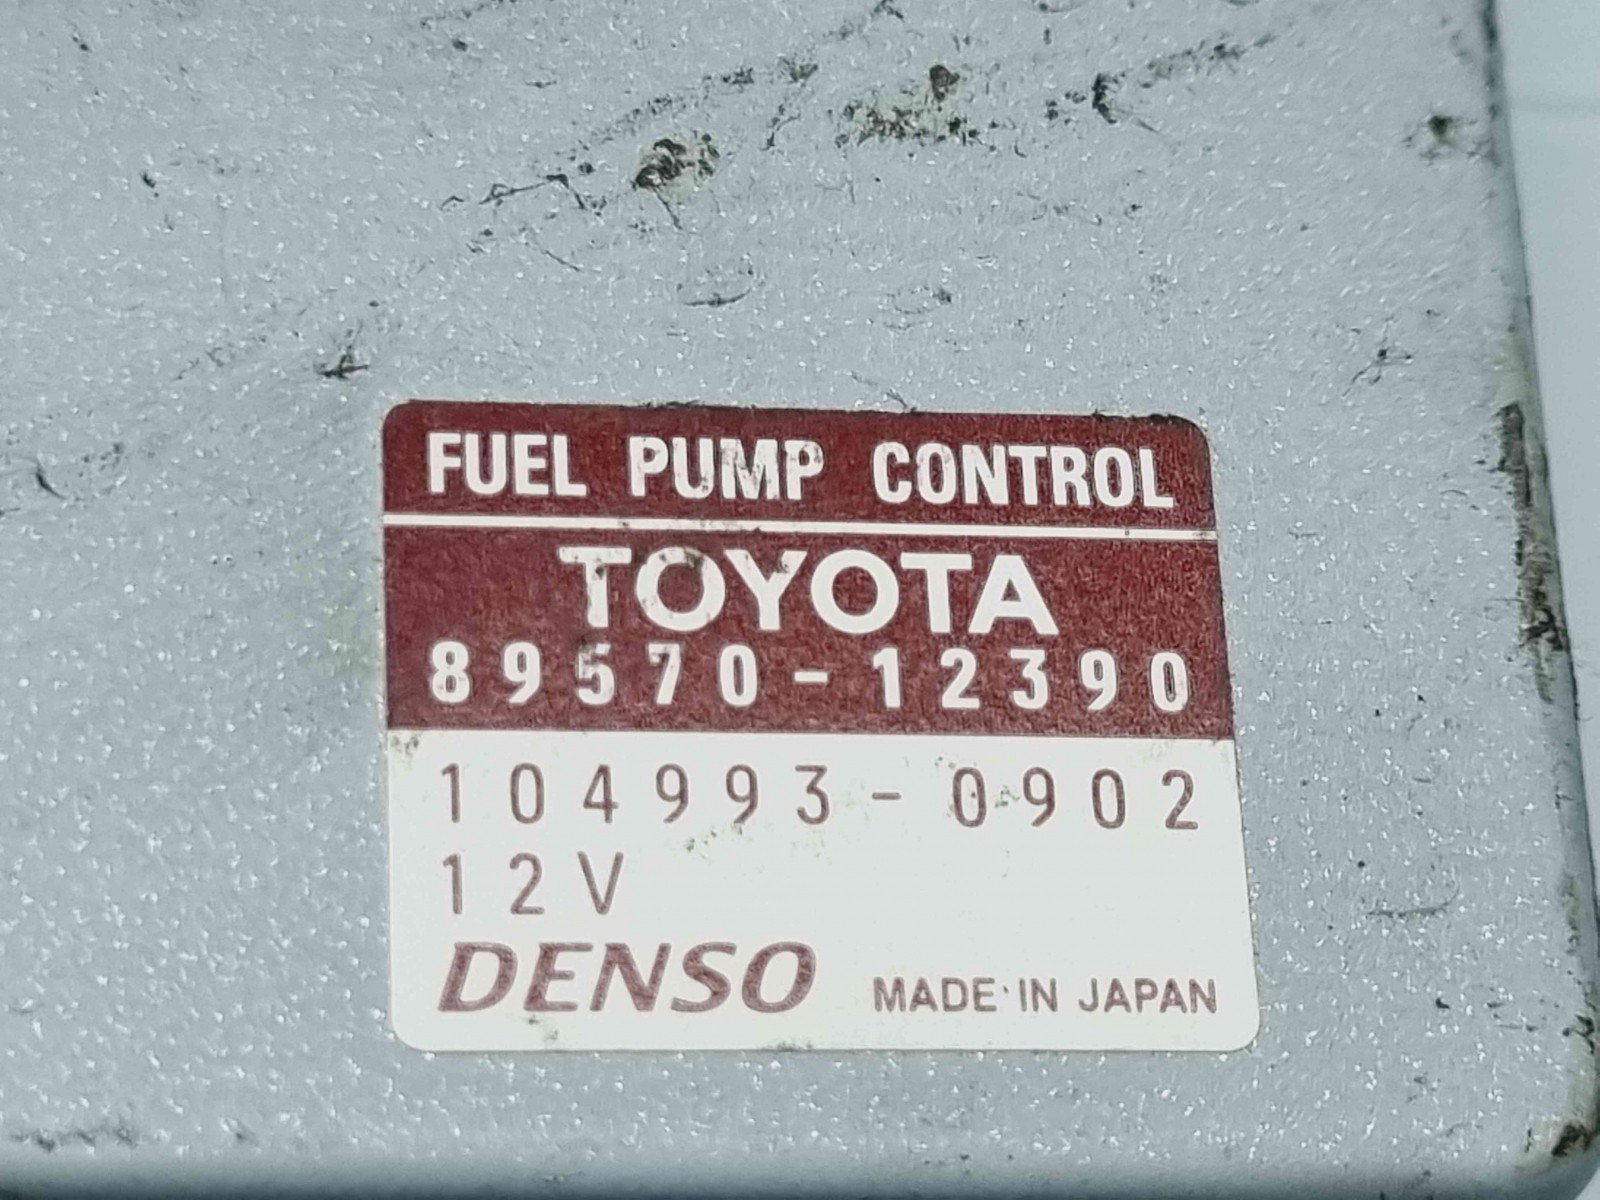 FUEL PUMP CONTROL
TOYOTA
89570-12390
104993-0902
12V
DENSO MADE IN JAPAN